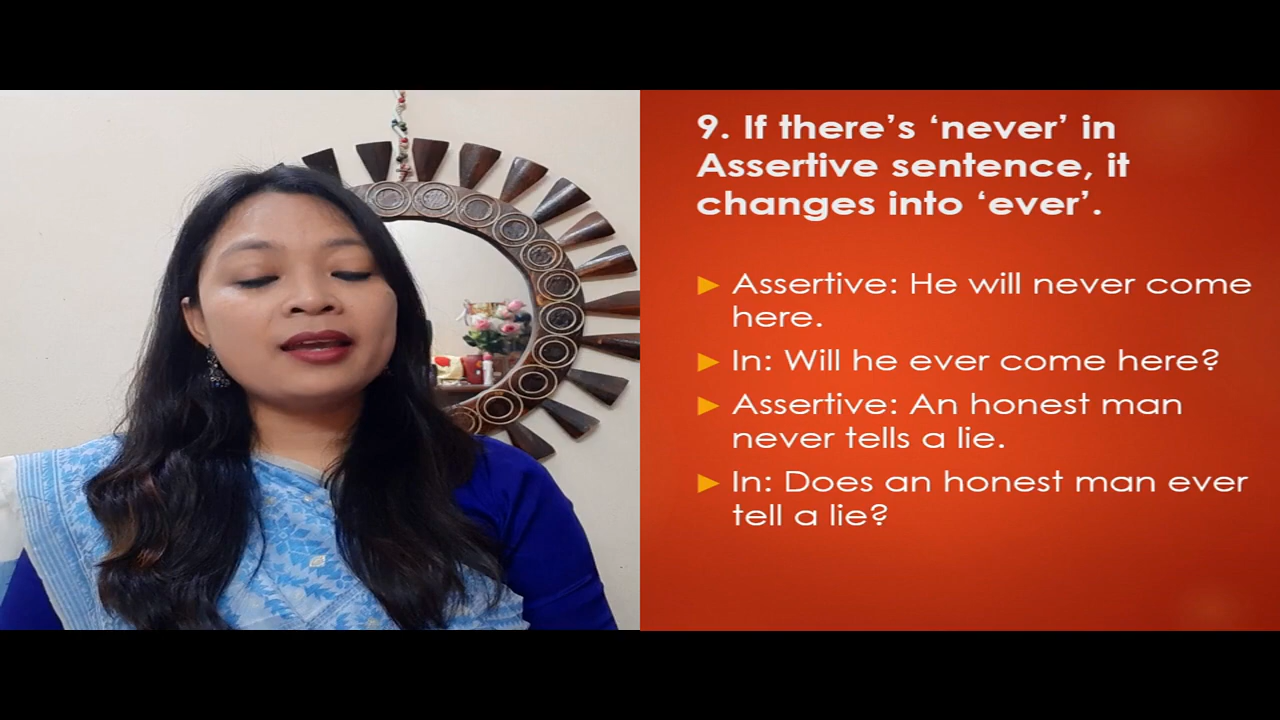 9. If there’s ‘never’ in
Assertive sentence, it
changes into ‘ever’.
► Assertive: He will never come
here.
► In: Will he ever come here?
► Assertive: An honest man
never tells a lie.
► In: Does an honest man ever
tell a lie?